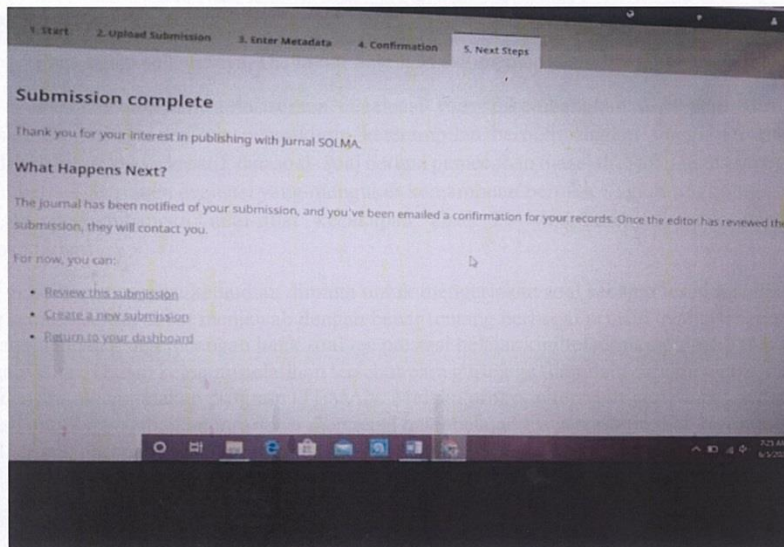 1. Start 2. Upload Submission 3. Enter Metadata 4. Confirmation 5. Next Steps
Submission complete
Thank you for your interest in publishing with Jurnal SOLMA.
What Happens Next?
The journal has been notified of your submission, and you've been emailed a confirmation for your records. Once the editor has reviewed the
submission, they will contact you.
For now, you can:
• Review this submission
• Create a new submission
• Return to your dashboard